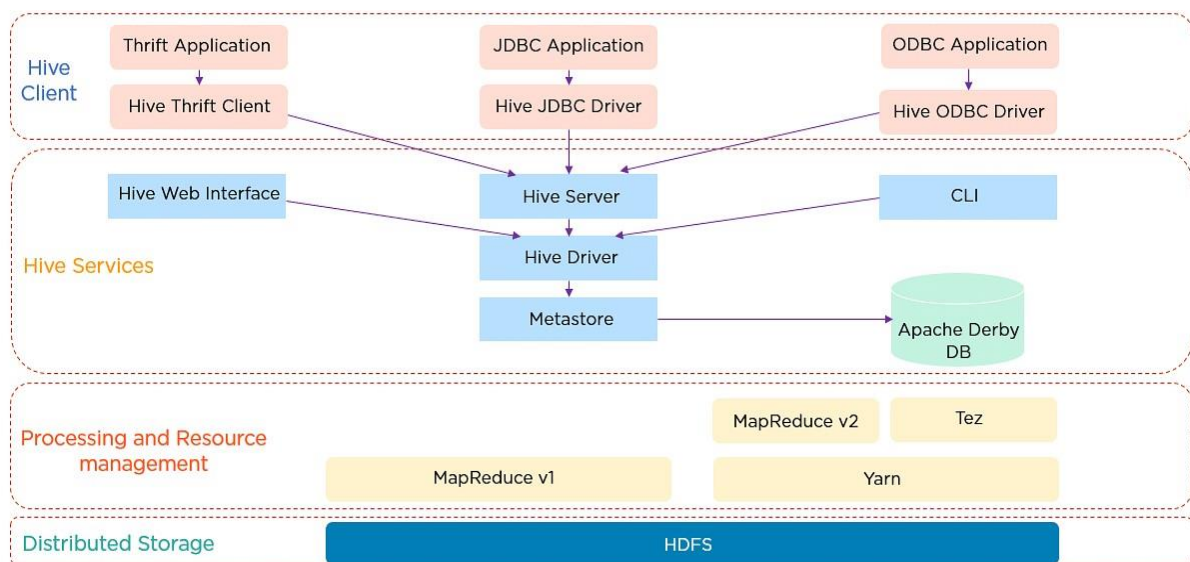 Thrift Application
JDBC Application
ODBC Application
Hive
Client
Hive Thrift Client
Hive JDBC Driver
Hive ODBC Driver
Hive Web Interface
Hive Server
CLI
Hive Driver
Hive Services
Metastore
Apache Derby
DB
Processing and Resource
management
MapReduce v2
Tez
MapReduce v1
Yarn
Distributed Storage
HDFS